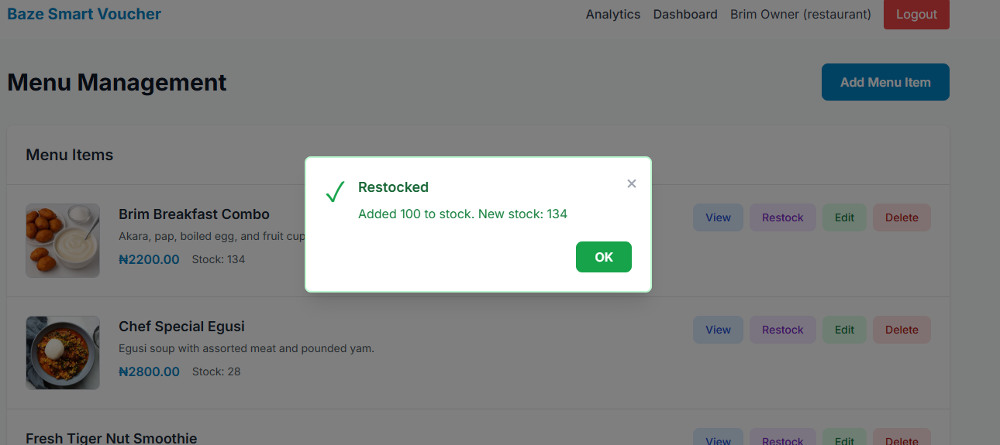 Baze Smart Voucher
Analytics Dashboard Brim Owner (restaurant) Logout
Menu Management
Add Menu Item
Menu Items
Restocked
Added 100 to stock. New stock: 134
OK
Brim Breakfast Combo
Akara, pap, boiled egg, and fruit cup
₦2200.00 Stock: 134
View Restock Edit Delete
Chef Special Egusi
Egusi soup with assorted meat and pounded yam.
₦2800.00 Stock: 28
View Restock Edit Delete
Fresh Tiger Nut Smoothie
View Restock Edit Delete